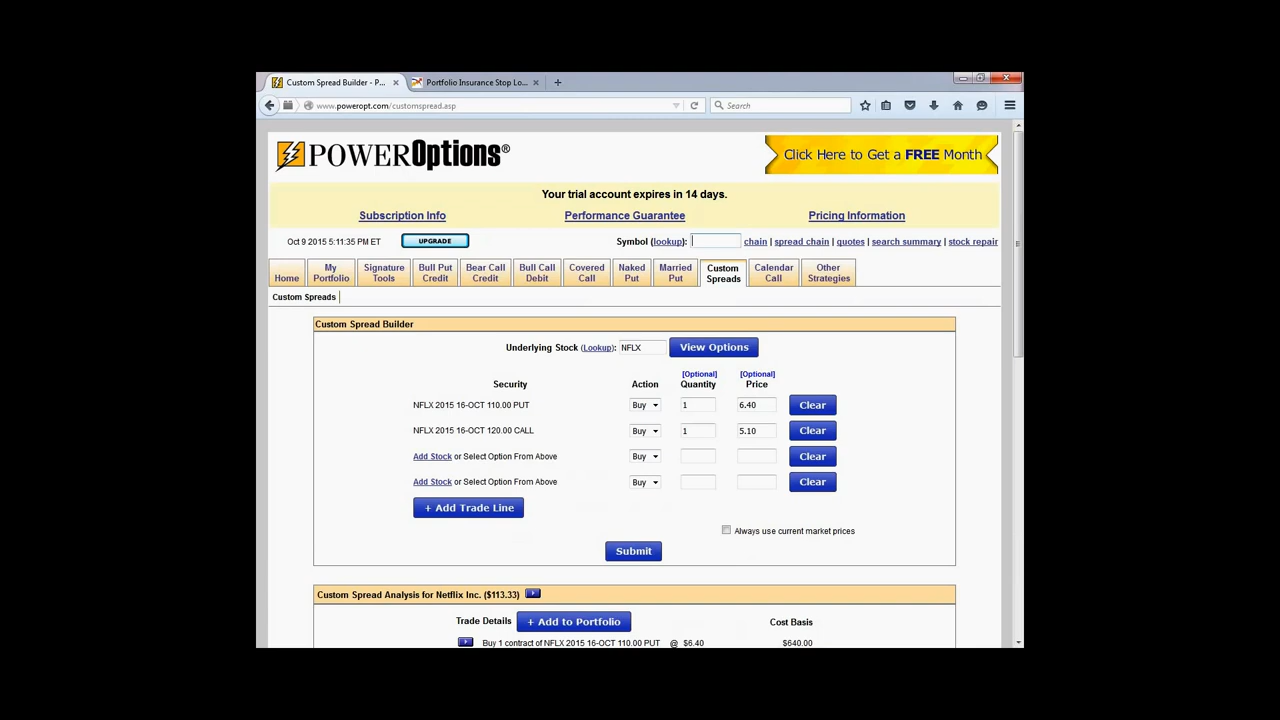 Custom Spread Builder - P... × Portfolio Insurance Stop Lo... × +
www.poweropt.com/customspread.asp Search
POWEROptions® Click Here to Get a FREE Month
Your trial account expires in 14 days.
Subscription Info Performance Guarantee Pricing Information
Oct 9 2015 5:11:35 PM ET UPGRADE Symbol (lookup): chain | spread chain | quotes | search summary | stock repair
Home My Portfolio Signature Tools Bull Put Credit Bear Call Credit Bull Call Debit Covered Call Naked Put Married Put Custom Spreads Calendar Call Other Strategies
Custom Spreads |
Custom Spread Builder
Underlying Stock (Lookup): NFLX View Options
[Optional] [Optional]
Security Action Quantity Price
NFLX 2015 16-OCT 110.00 PUT Buy 1 6.40 Clear
NFLX 2015 16-OCT 120.00 CALL Buy 1 5.10 Clear
Add Stock or Select Option From Above Buy Clear
Add Stock or Select Option From Above Buy Clear
+ Add Trade Line
Always use current market prices
Submit
Custom Spread Analysis for Netflix Inc. ($113.33)
Trade Details + Add to Portfolio Cost Basis
Buy 1 contract of NFLX 2015 16-OCT 110.00 PUT @ $6.40 $640.00